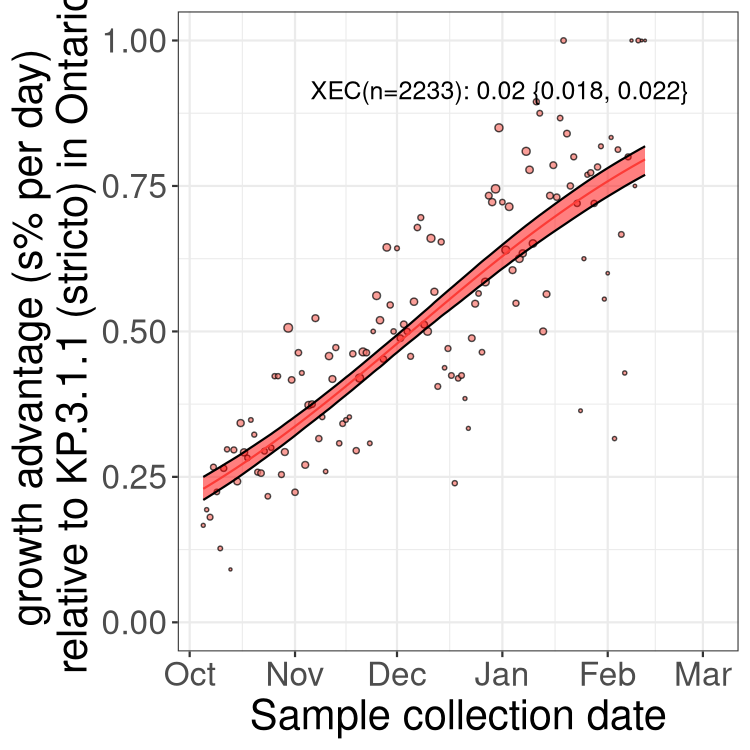 growth advantage (s% per day)
relative to KP.3.1.1 (stricto) in Ontario
1.00
0.75
0.50
0.25
0.00
XEC(n=2233): 0.02 {0.018, 0.022}
Oct Nov Dec Jan Feb Mar
Sample collection date